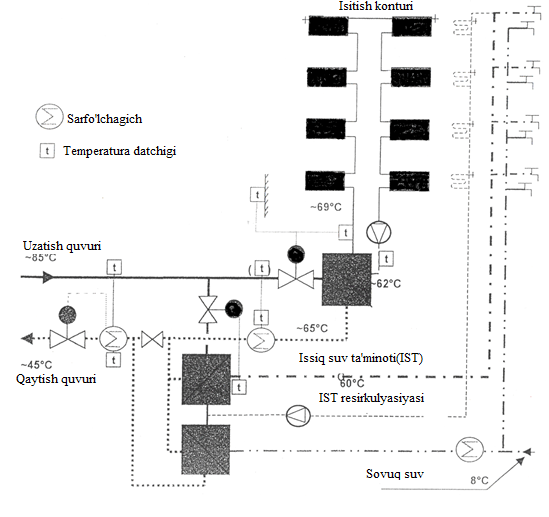 Isitish konturi
Σ Sarfo'lchagich
t Temperatura datchigi
t
~69°C
t
Uzatish quvuri
~85°C
t
(t)
t
~62°C
t
~65°C
Σ
Σ
~45°C
t
Qaytish quvuri
Issiq suv ta'minoti(IST)
t
60°C
IST resirkulyasiyasi
Σ
Sovuq suv
8°C